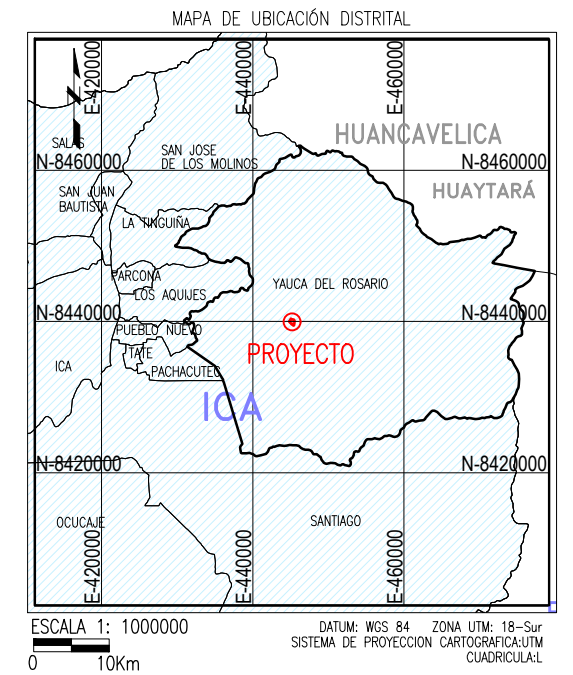 MAPA DE UBICACIÓN DISTRITAL
E-420000
E-440000
E-460000
N
SALAS
SAN JOSE
DE LOS MOLINOS
HUANCAVELICA
N-8460000
N-8460000
SAN JUAN
BAUTISTA
HUAYTARÁ
LA TINGUIÑA
PARCONA
LOS AQUIJES
YAUCA DEL ROSARIO
N-8440000
N-8440000
PUEBLO NUEVO
TATE
PROYECTO
ICA
PACHACUTEC
ICA
N-8420000
N-8420000
OCUCAJE
SANTIAGO
E-420000
E-440000
E-460000
ESCALA 1: 1000000
0
10Km
DATUM: WGS 84 ZONA UTM: 18-Sur
SISTEMA DE PROYECCION CARTOGRAFICA:UTM
CUADRICULA:L